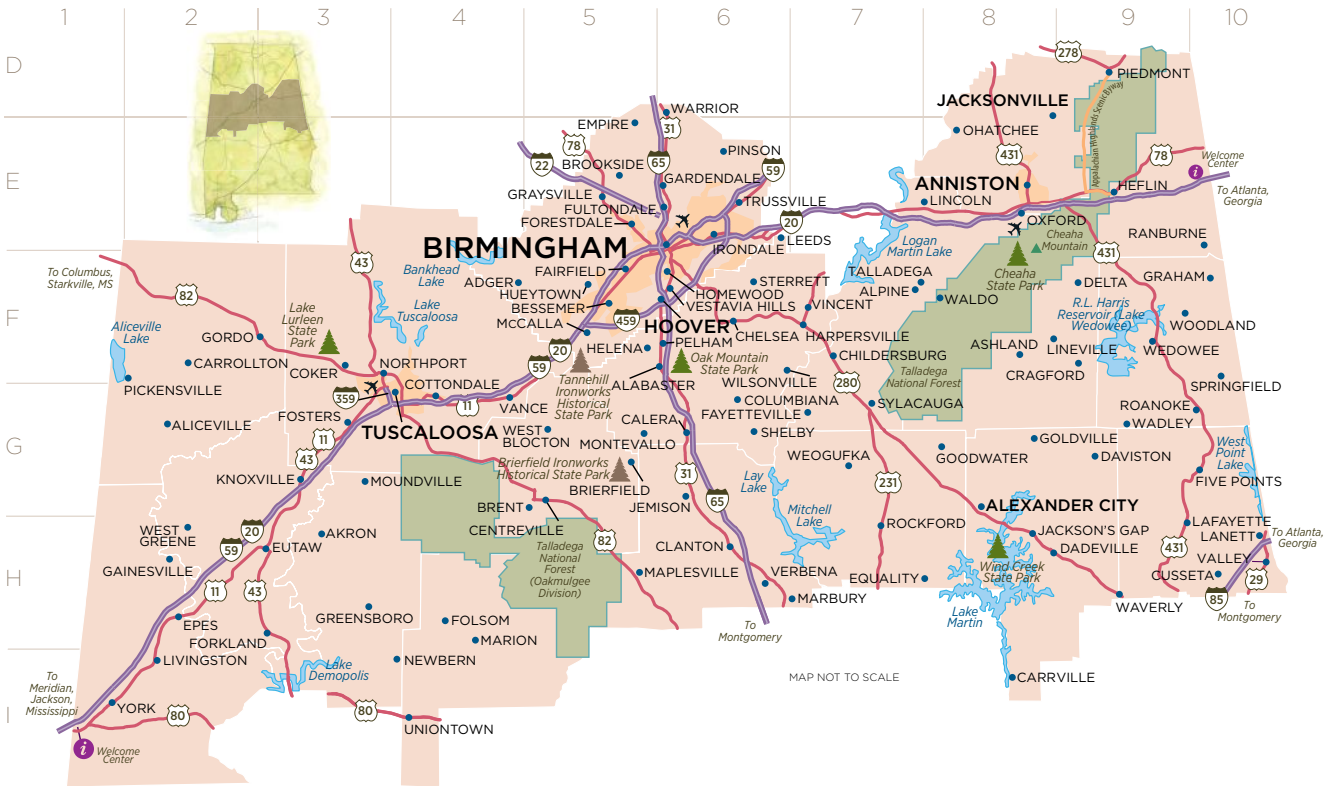 1 2 3 4 5 6 7 8 9 10
D
E
F
G
H
I
278
PIEDMONT
Appalachian Highlands Scenic Byway
JACKSONVILLE
OHATCHEE
431
78
Welcome
Center
i
To Atlanta,
Georgia
HEFLIN
ANNISTON
LINCOLN
OXFORD
Cheaha
Mountain
Cheaha
State Park
RANBURNE
431
GRAHAM
DELTA
R.L. Harris
Reservoir (Lake
Wedowee)
WOODLAND
WEDOWEE
LINEVILLE
ASHLAND
CRAGFORD
SPRINGFIELD
ROANOKE
WADLEY
WARRIOR
31
EMPIRE
78
22
BROOKSIDE
65
PINSON
GARDENDALE
59
GRAYSVILLE
FULTONDALE
TRUSSVILLE
FORESTDALE
20
BIRMINGHAM
IRONDALE
LEEDS
Logan
Martin Lake
FAIRFIELD
ADGER
HUEYTOWN
BESSEMER
McCALLA
459
HOMEWOOD
VESTAVIA HILLS
STERRETT
VINCENT
HOOVER
CHELSEA
HARPERSVILLE
TALLADEGA
ALPINE
WALDO
PELHAM
HELENA
Oak Mountain
State Park
ALABASTER
CHILDERSBURG
Talladega
National Forest
WILSONVILLE
COLUMBIANA
FAYETTEVILLE
280
SYLACAUGA
SHELBY
20
59
Tannehill
Ironworks
Historical
State Park
To Columbus,
Starkville, MS
82
43
Bankhead
Lake
Lake
Tuscaloosa
Lake
Lurleen
State
Park
Aliceville
Lake
GORDO
CARROLLTON
COKER
NORTHPORT
PICKENSVILLE
359
COTTONDALE
11
VANCE
FOSTERS
ALICEVILLE
TUSCALOOSA
11
43
KNOXVILLE
MOUNDVILLE
WEST
BLOCTON
CALERA
MONTEVALLO
Brierfield Ironworks
Historical State Park
BRIERFIELD
31
JEMISON
65
Lay
Lake
WEOGUFKA
GOODWATER
GOLDVILLE
DAVISTON
West
Point
Lake
FIVE POINTS
231
Mitchell
Lake
ALEXANDER CITY
ROCKFORD
JACKSON'S GAP
DADEVILLE
LAFAYETTE
LANETT
To Atlanta,
Georgia
431
VALLEY
CUSSETA
29
85
To
Montgomery
Wind Creek
State Park
Lake
Martin
EQUALITY
WAVERLY
CARRVILLE
BRENT
CENTREVILLE
82
Talladega
National
Forest
(Oakmulgee
Division)
CLANTON
MAPLESVILLE
VERBENA
MARBURY
To
Montgomery
WEST
GREENE
20
59
AKRON
EUTAW
GAINESVILLE
11
43
GREENSBORO
EPES
FORKLAND
FOLSOM
MARION
LIVINGSTON
Lake
Demopolis
NEWBERN
To
Meridian,
Jackson,
Mississippi
YORK
80
80
UNIONTOWN
i
Welcome
Center
MAP NOT TO SCALE